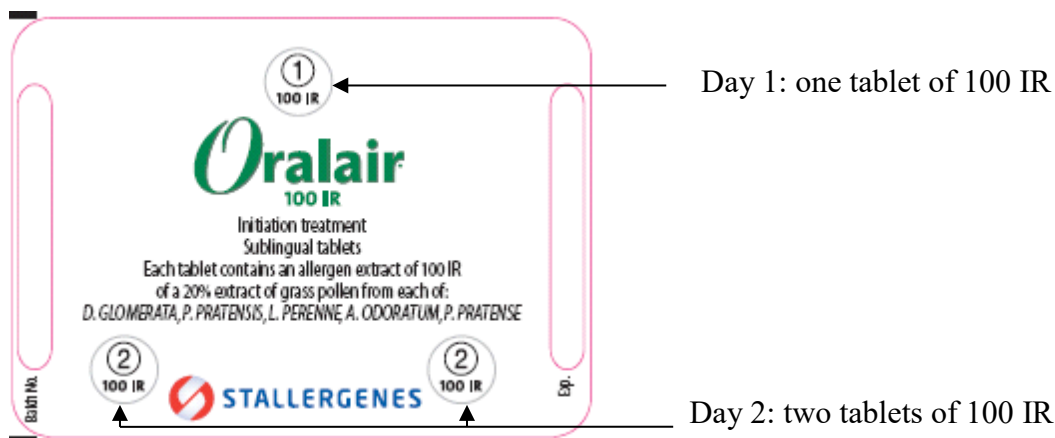 1
100 IR
Day 1: one tablet of 100 IR
Oralair
100 IR
Initiation treatment
Sublingual tablets
Each tablet contains an allergen extract of 100 IR
of a 20% extract of grass pollen from each of:
D. GLOMERATA, P. PRATENSIS, L. PERENNE, A. ODORATUM, P. PRATENSE
2
100 IR
2
100 IR
STALLERGENES
Batch No.
Exp.
Day 2: two tablets of 100 IR